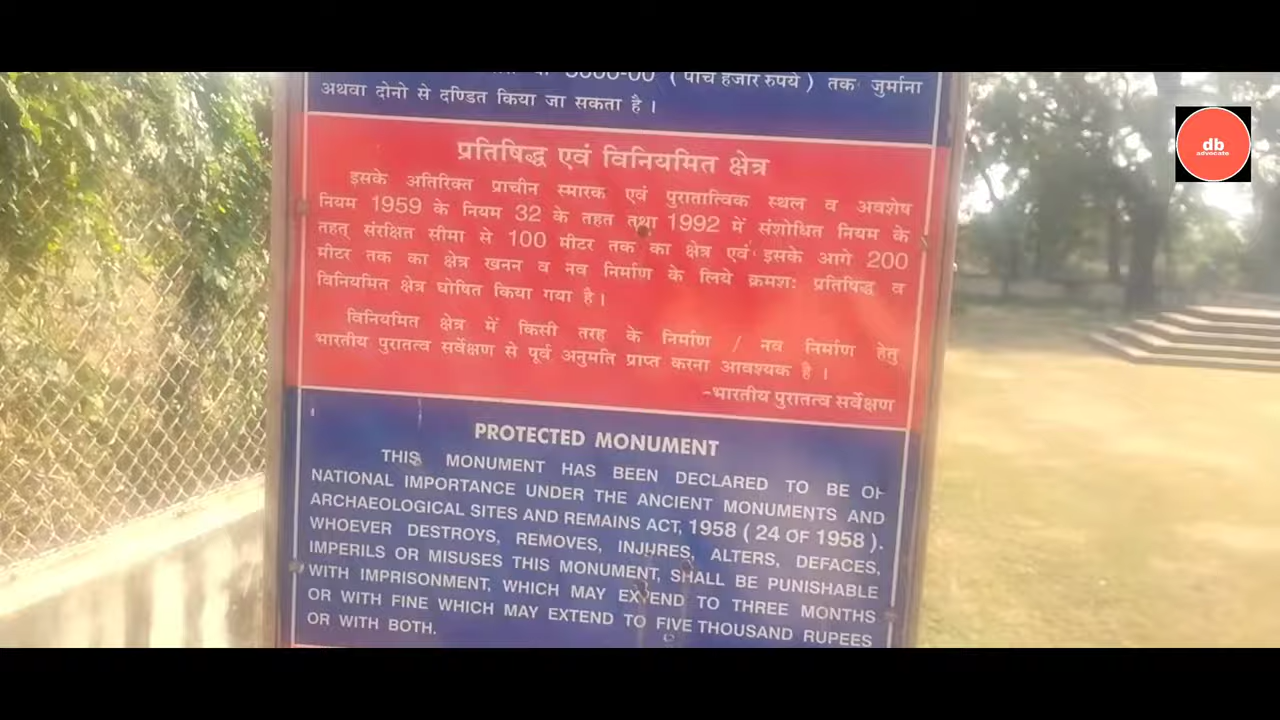 5000-00 ( पांच हजार रुपये ) तक जुर्माना
अथवा दोनो से दण्डित किया जा सकता है ।
प्रतिषिद्ध एवं विनियमित क्षेत्र
इसके अतिरिक्त प्राचीन स्मारक एवं पुरातात्विक स्थल व अवशेष
नियम 1959 के नियम 32 के तहत तथा 1992 में संशोधित नियम के
तहत् संरक्षित सीमा से 100 मीटर तक का क्षेत्र एवं इसके आगे 200
मीटर तक का क्षेत्र खनन व नव निर्माण के लिये क्रमशः प्रतिषिद्ध व
विनियमित क्षेत्र घोषित किया गया है ।
विनियमित क्षेत्र में किसी तरह के निर्माण / नव निर्माण हेतु
भारतीय पुरातत्व सर्वेक्षण से पूर्व अनुमति प्राप्त करना आवश्यक है ।
-भारतीय पुरातत्व सर्वेक्षण
PROTECTED MONUMENT
THIS MONUMENT HAS BEEN DECLARED TO BE OF
NATIONAL IMPORTANCE UNDER THE ANCIENT MONUMENTS AND
ARCHAEOLOGICAL SITES AND REMAINS ACT, 1958 ( 24 OF 1958 ).
WHOEVER DESTROYS, REMOVES, INJURES, ALTERS, DEFACES,
IMPERILS OR MISUSES THIS MONUMENT, SHALL BE PUNISHABLE
WITH IMPRISONMENT, WHICH MAY EXTEND TO THREE MONTHS
OR WITH FINE WHICH MAY EXTEND TO FIVE THOUSAND RUPEES
OR WITH BOTH.
db
advocate